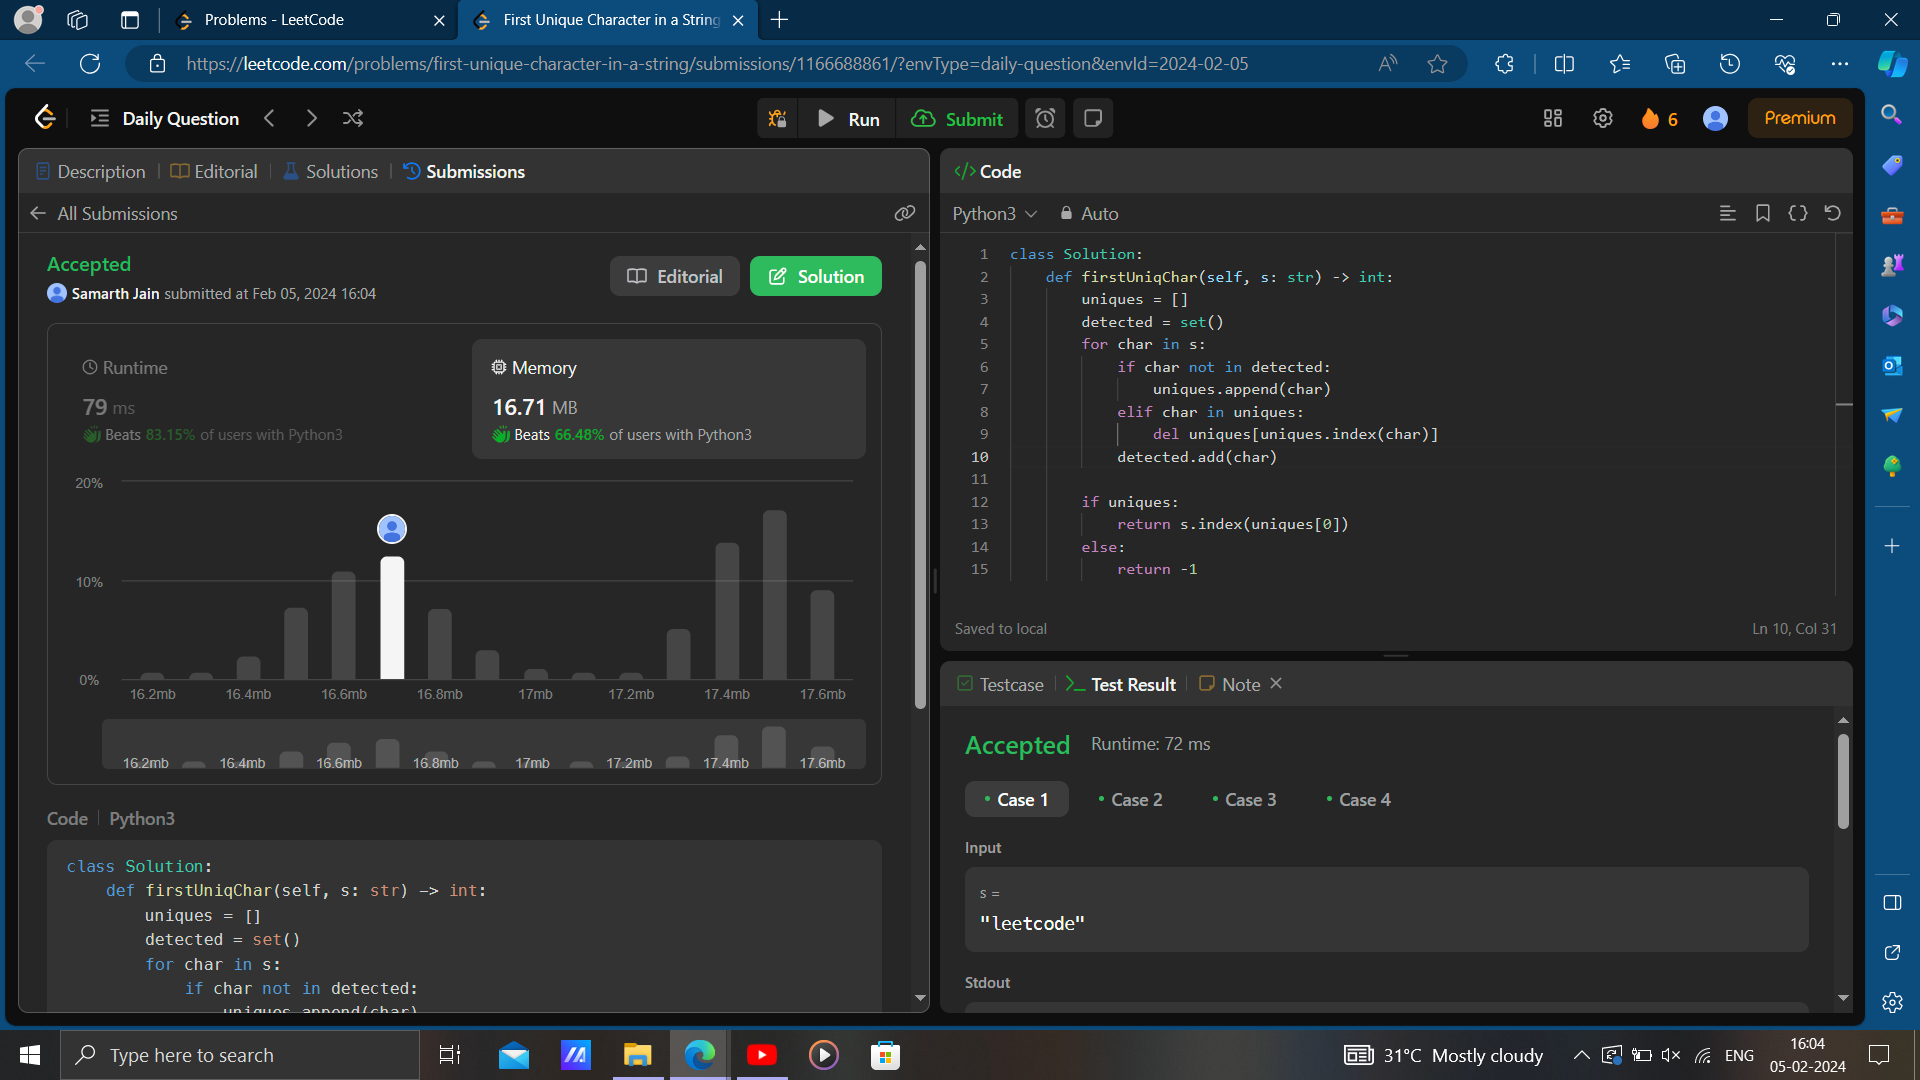 Problems - LeetCode
First Unique Character in a String
https://leetcode.com/problems/first-unique-character-in-a-string/submissions/1166688861/?envType=daily-question&envId=2024-02-05
Daily Question
Run
Submit
6
Premium
Description
Editorial
Solutions
Submissions
All Submissions
Accepted
Samarth Jain submitted at Feb 05, 2024 16:04
Editorial
Solution
Runtime
79 ms
Beats 83.15% of users with Python3
Memory
16.71 MB
Beats 66.48% of users with Python3
20%
10%
0%
16.2mb 16.4mb 16.6mb 16.8mb 17mb 17.2mb 17.4mb 17.6mb
16.2mb 16.4mb 16.6mb 16.8mb 17mb 17.2mb 17.4mb 17.6mb
Code Python3
class Solution:
def firstUniqChar(self, s: str) -> int:
uniques = []
detected = set()
for char in s:
if char not in detected:
uniques.append(char)
Code
Python3
Auto
1 class Solution:
2 def firstUniqChar(self, s: str) -> int:
3 uniques = []
4 detected = set()
5 for char in s:
6 if char not in detected:
7 uniques.append(char)
8 elif char in uniques:
9 del uniques[uniques.index(char)]
10 detected.add(char)
11
12 if uniques:
13 return s.index(uniques[0])
14 else:
15 return -1
Saved to local
Ln 10, Col 31
Testcase
Test Result
Note
Accepted
Runtime: 72 ms
Case 1
Case 2
Case 3
Case 4
Input
s =
"leetcode"
Stdout
Type here to search
31°C Mostly cloudy
ENG
16:04
05-02-2024